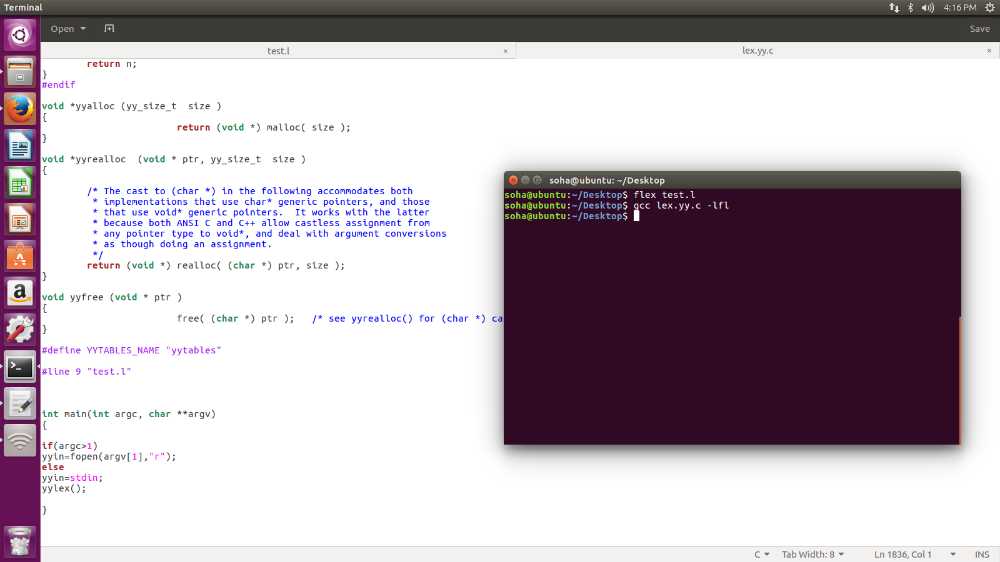 Terminal
4:16 PM
Open
Save
test.l
lex.yy.c
return n;
}
#endif
void *yyalloc (yy_size_t  size )
{
return (void *) malloc( size );
}
void *yyrealloc  (void * ptr, yy_size_t  size )
{
/* The cast to (char *) in the following accommodates both
* implementations that use char* generic pointers, and those
* that use void* generic pointers.  It works with the latter
* because both ANSI C and C++ allow castless assignment from
* any pointer type to void*, and deal with argument conversions
* as though doing an assignment.
*/
return (void *) realloc( (char *) ptr, size );
}
void yyfree (void * ptr )
{
free( (char *) ptr );   /* see yyrealloc() for (char *) ca
}
#define YYTABLES_NAME "yytables"
#line 9 "test.l"
int main(int argc, char **argv)
{
if(argc>1)
yyin=fopen(argv[1],"r");
else
yyin=stdin;
yylex();
}
soha@ubuntu: ~/Desktop
soha@ubuntu:~/Desktop$ flex test.l
soha@ubuntu:~/Desktop$ gcc lex.yy.c -lfl
soha@ubuntu:~/Desktop$
C
Tab Width: 8
Ln 1836, Col 1
INS